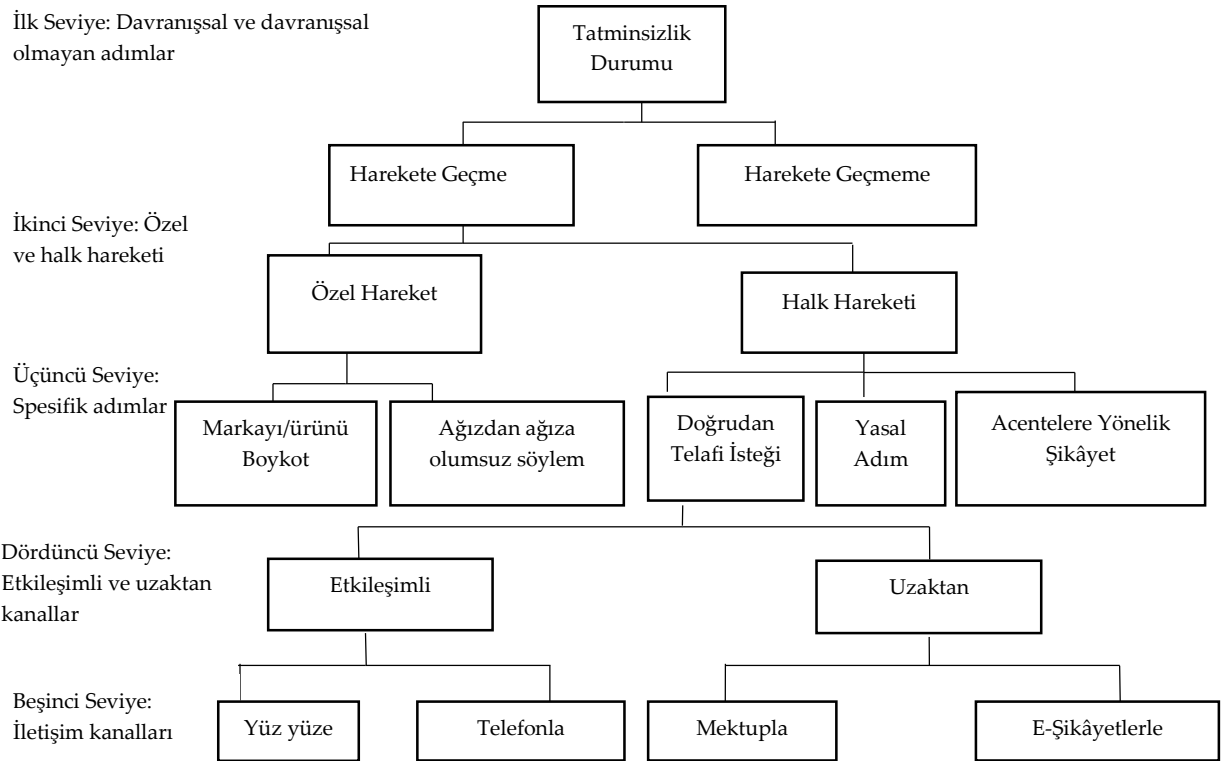 İlk Seviye: Davranışsal ve davranışsal
olmayan adımlar
Tatminsizlik
Durumu
Harekete Geçme
Harekete Geçmeme
İkinci Seviye: Özel
ve halk hareketi
Özel Hareket
Halk Hareketi
Üçüncü Seviye:
Spesifik adımlar
Markayı/ürünü
Boykot
Ağızdan ağıza
olumsuz söylem
Doğrudan
Telafi İsteği
Yasal
Adım
Acentelere Yönelik
Şikâyet
Dördüncü Seviye:
Etkileşimli ve uzaktan
kanallar
Etkileşimli
Uzaktan
Beşinci Seviye:
İletişim kanalları
Yüz yüze
Telefonla
Mektupla
E-Şikâyetlerle